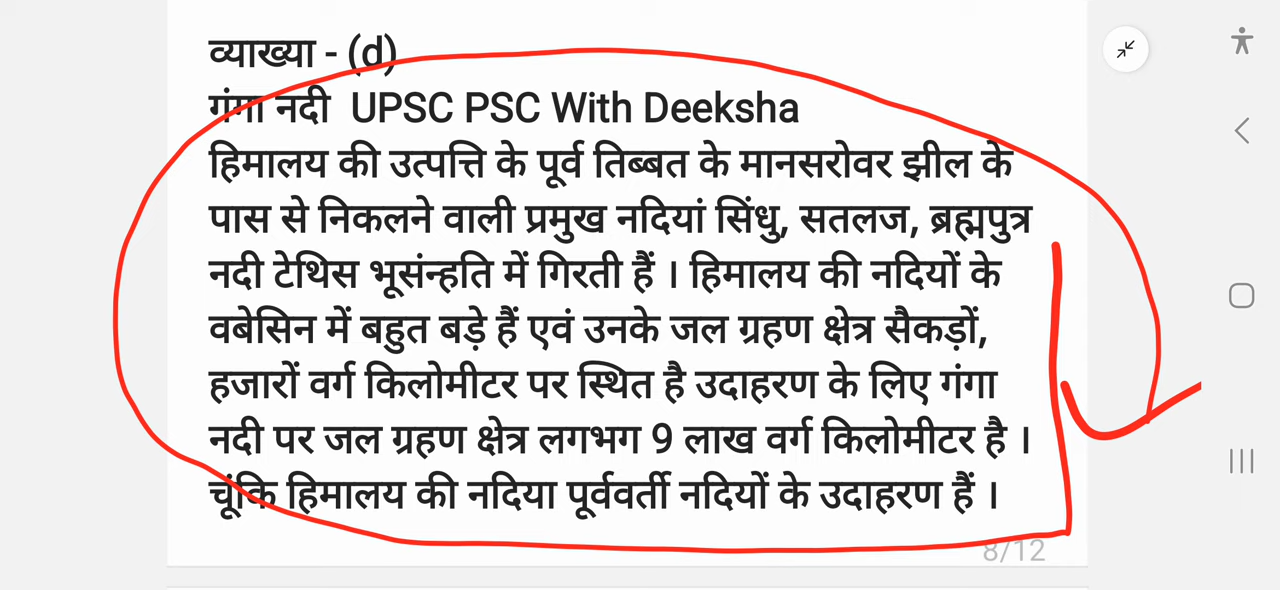 व्याख्या - (d)
गंगा नदी UPSC PSC With Deeksha
हिमालय की उत्पत्ति के पूर्व तिब्बत के मानसरोवर झील के
पास से निकलने वाली प्रमुख नदियां सिंधु, सतलज, ब्रह्मपुत्र
नदी टेथिस भूसंन्हति में गिरती हैं । हिमालय की नदियों के
वबेसिन में बहुत बड़े हैं एवं उनके जल ग्रहण क्षेत्र सैकड़ों,
हजारों वर्ग किलोमीटर पर स्थित है उदाहरण के लिए गंगा
नदी पर जल ग्रहण क्षेत्र लगभग 9 लाख वर्ग किलोमीटर है ।
चूंकि हिमालय की नदिया पूर्ववर्ती नदियों के उदाहरण हैं ।
8/12